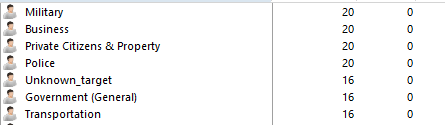 Military 20 0
Business 20 0
Private Citizens & Property 20 0
Police 20 0
Unknown_target 16 0
Government (General) 16 0
Transportation 16 0